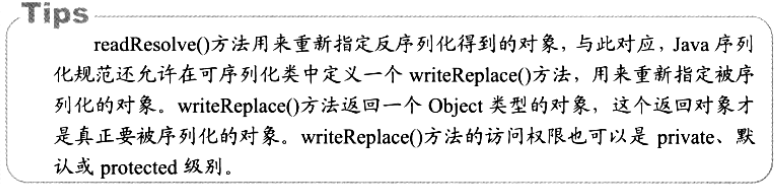 Tips
readResolve()方法用来重新指定反序列化得到的对象，与此对应，Java 序列
化规范还允许在可序列化类中定义一个 writeReplace()方法，用来重新指定被序
列化的对象。writeReplace()方法返回一个 Object 类型的对象，这个返回对象才
是真正要被序列化的对象。writeReplace()方法的访问权限也可以是 private、默
认或 protected 级别。